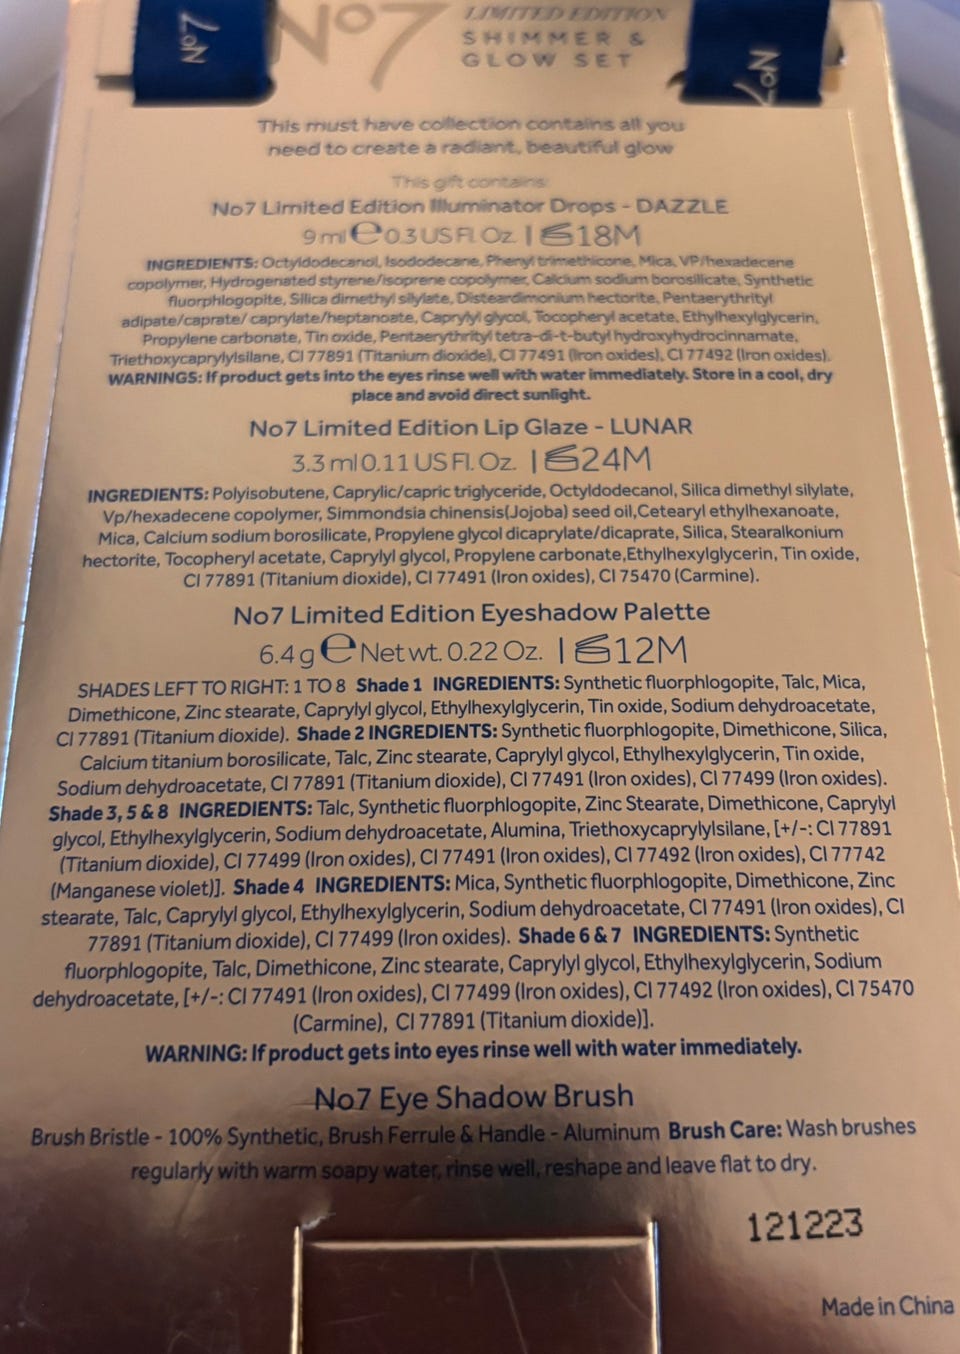 No7
No7
LIMITED EDITION
SHIMMER &
GLOW SET
No7
This must have collection contains all you
need to create a radiant, beautiful glow
This gift contains:
No7 Limited Edition Illuminator Drops - DAZZLE
9 ml e 0.3 US Fl. Oz. | 18M
INGREDIENTS: Octyldodecanol, Isododecane, Phenyl trimethicone, Mica, VP/hexadecene
copolymer, Hydrogenated styrene/isoprene copolymer, Calcium sodium borosilicate, Synthetic
fluorphlogopite, Silica dimethyl silylate, Disteardimonium hectorite, Pentaerythrityl
adipate/caprate/ caprylate/heptanoate, Caprylyl glycol, Tocopheryl acetate, Ethylhexylglycerin,
Propylene carbonate, Tin oxide, Pentaerythrityl tetra-di-t-butyl hydroxyhydrocinnamate,
Triethoxycaprylylsilane, CI 77891 (Titanium dioxide), CI 77491 (Iron oxides), CI 77492 (Iron oxides).
WARNINGS: If product gets into the eyes rinse well with water immediately. Store in a cool, dry
place and avoid direct sunlight.
No7 Limited Edition Lip Glaze - LUNAR
3.3 ml 0.11 US Fl. Oz. | 24M
INGREDIENTS: Polyisobutene, Caprylic/capric triglyceride, Octyldodecanol, Silica dimethyl silylate,
Vp/hexadecene copolymer, Simmondsia chinensis(Jojoba) seed oil,Cetearyl ethylhexanoate,
Mica, Calcium sodium borosilicate, Propylene glycol dicaprylate/dicaprate, Silica, Stearalkonium
hectorite, Tocopheryl acetate, Caprylyl glycol, Propylene carbonate,Ethylhexylglycerin, Tin oxide,
CI 77891 (Titanium dioxide), CI 77491 (Iron oxides), CI 75470 (Carmine).
No7 Limited Edition Eyeshadow Palette
6.4 g e Net wt. 0.22 Oz. | 12M
SHADES LEFT TO RIGHT: 1 TO 8 Shade 1 INGREDIENTS: Synthetic fluorphlogopite, Talc, Mica,
Dimethicone, Zinc stearate, Caprylyl glycol, Ethylhexylglycerin, Tin oxide, Sodium dehydroacetate,
CI 77891 (Titanium dioxide). Shade 2 INGREDIENTS: Synthetic fluorphlogopite, Dimethicone, Silica,
Calcium titanium borosilicate, Talc, Zinc stearate, Caprylyl glycol, Ethylhexylglycerin, Tin oxide,
Sodium dehydroacetate, CI 77891 (Titanium dioxide), CI 77491 (Iron oxides), CI 77499 (Iron oxides).
Shade 3, 5 & 8 INGREDIENTS: Talc, Synthetic fluorphlogopite, Zinc Stearate, Dimethicone, Caprylyl
glycol, Ethylhexylglycerin, Sodium dehydroacetate, Alumina, Triethoxycaprylylsilane, [+/-: CI 77891
(Titanium dioxide), CI 77499 (Iron oxides), CI 77491 (Iron oxides), CI 77492 (Iron oxides), CI 77742
(Manganese violet)]. Shade 4 INGREDIENTS: Mica, Synthetic fluorphlogopite, Dimethicone, Zinc
stearate, Talc, Caprylyl glycol, Ethylhexylglycerin, Sodium dehydroacetate, CI 77491 (Iron oxides), CI
77891 (Titanium dioxide), CI 77499 (Iron oxides). Shade 6 & 7 INGREDIENTS: Synthetic
fluorphlogopite, Talc, Dimethicone, Zinc stearate, Caprylyl glycol, Ethylhexylglycerin, Sodium
dehydroacetate, [+/-: CI 77491 (Iron oxides), CI 77499 (Iron oxides), CI 77492 (Iron oxides), CI 75470
(Carmine), CI 77891 (Titanium dioxide)].
WARNING: If product gets into eyes rinse well with water immediately.
No7 Eye Shadow Brush
Brush Bristle - 100% Synthetic, Brush Ferrule & Handle - Aluminum Brush Care: Wash brushes
regularly with warm soapy water, rinse well, reshape and leave flat to dry.
121223
Made in China